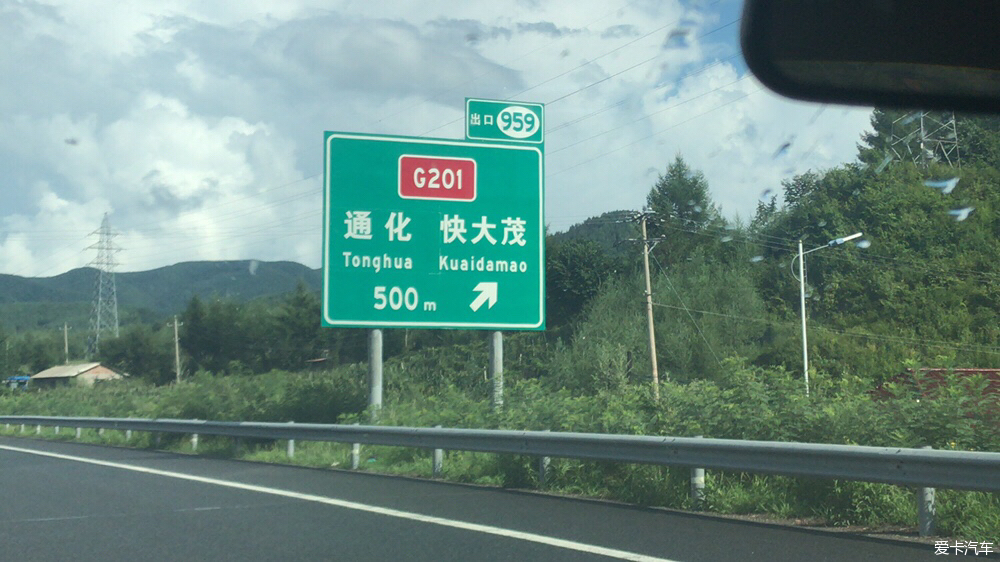 出口 959
G201
通化 快大茂
Tonghua Kuaidamao
500 m
爱卡汽车